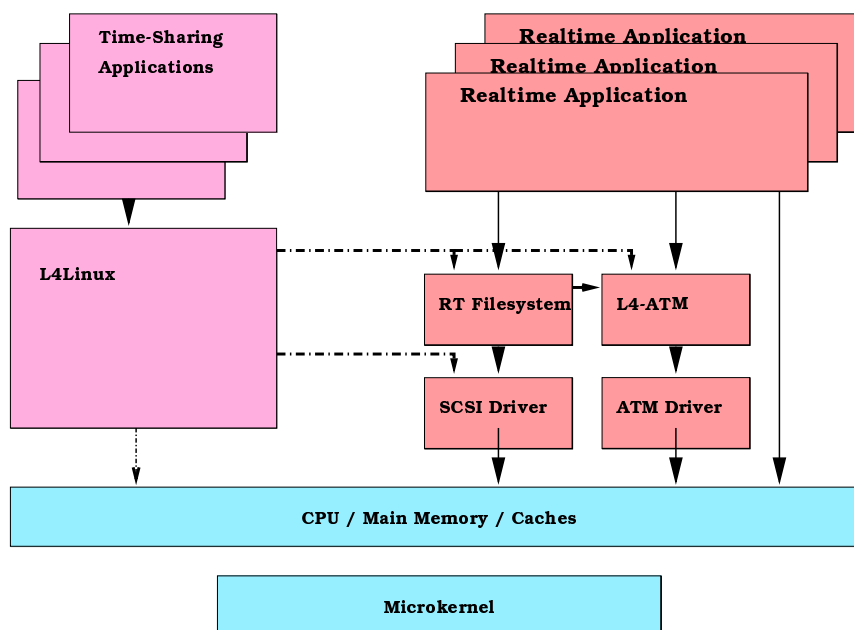 Time-Sharing
Applications
Realtime Application
Realtime Application
Realtime Application
L4Linux
RT Filesystem
L4-ATM
SCSI Driver
ATM Driver
CPU / Main Memory / Caches
Microkernel